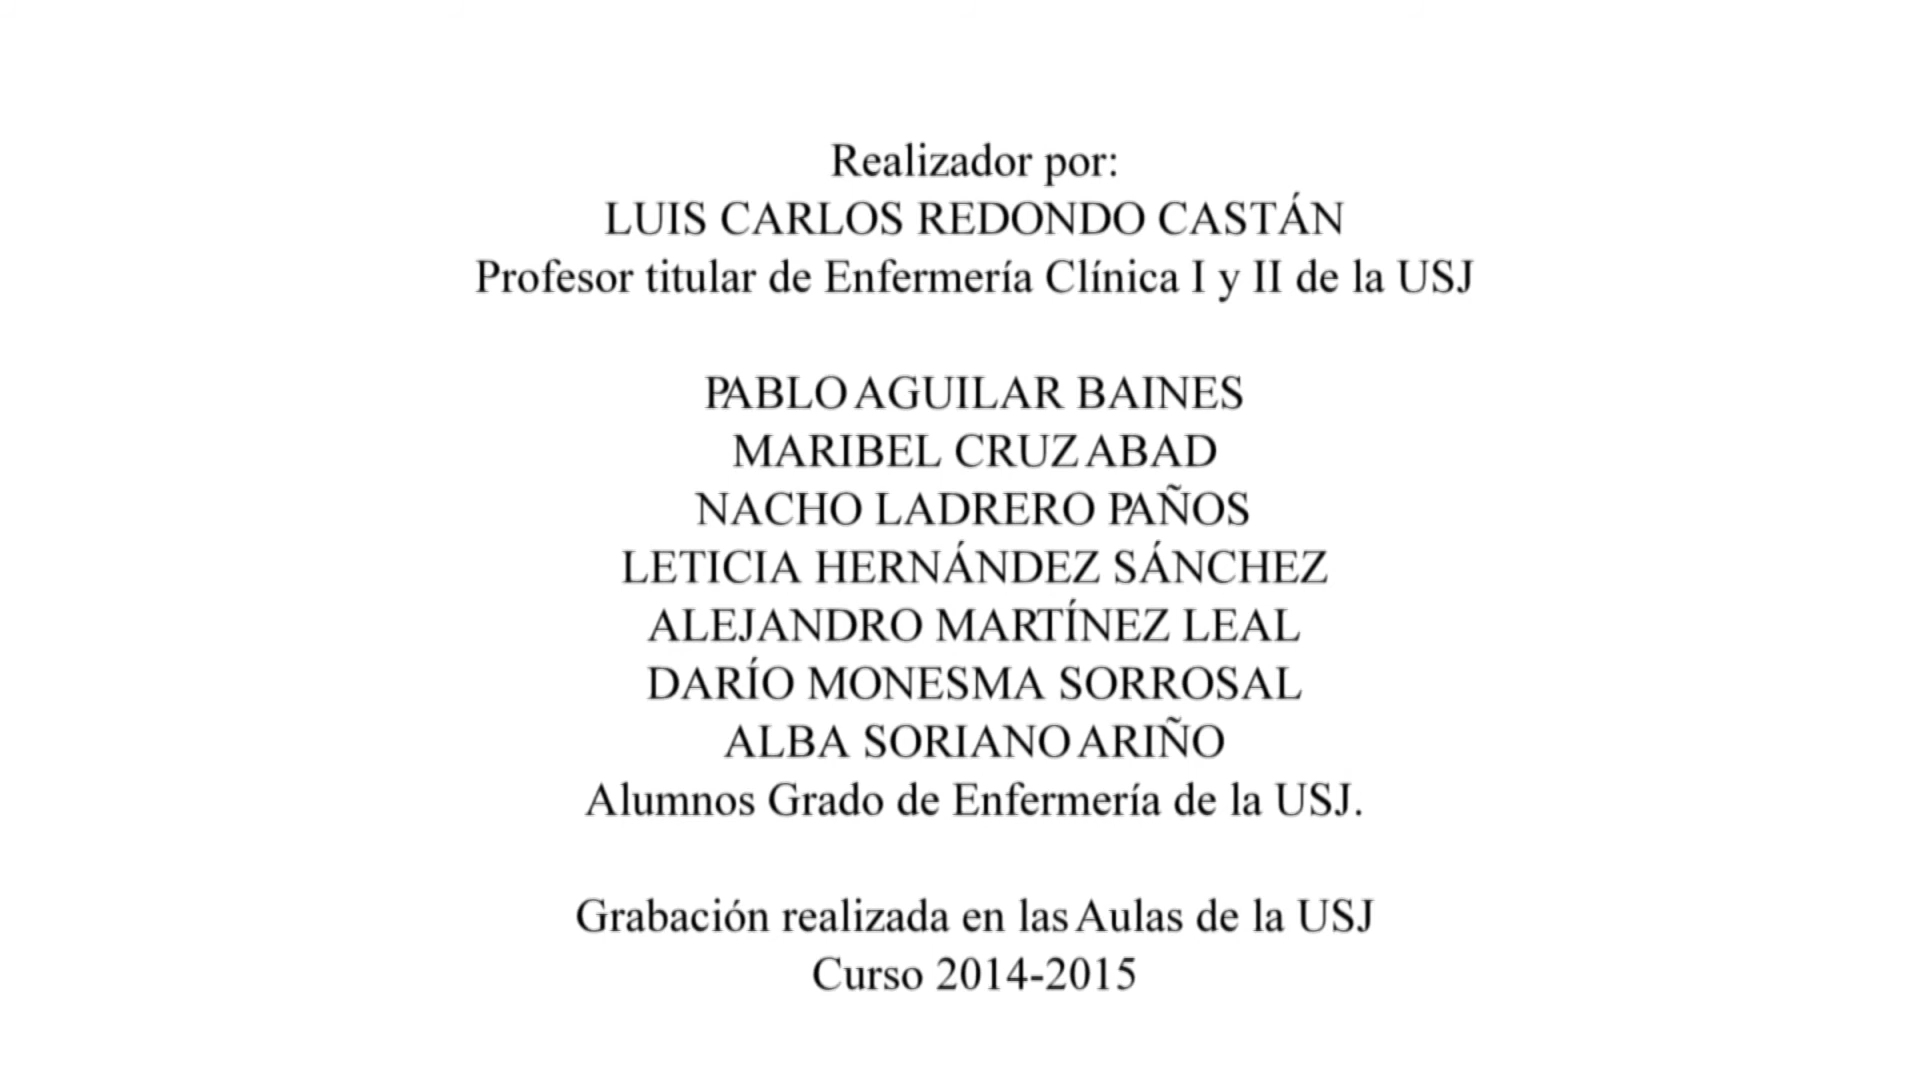 Realizador por:
LUIS CARLOS REDONDO CASTÁN
Profesor titular de Enfermería Clínica I y II de la USJ
PABLO AGUILAR BAINES
MARIBEL CRUZ ABAD
NACHO LADRERO PAÑOS
LETICIA HERNÁNDEZ SÁNCHEZ
ALEJANDRO MARTÍNEZ LEAL
DARÍO MONESMA SORROSAL
ALBA SORIANO ARIÑO
Alumnos Grado de Enfermería de la USJ.
Grabación realizada en las Aulas de la USJ
Curso 2014-2015